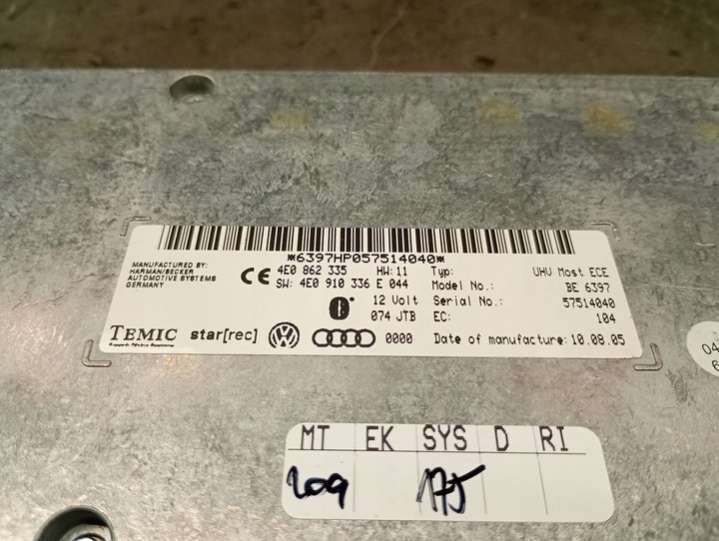 *6397HP057514040*
MANUFACTURED BY:
HARMAN/BECKER
AUTOMOTIVE SYSTEMS
GERMANY
CE 4E0 862 335 HW:11
SW: 4E0 910 336 E 044
12 Volt
074 JTB
Typ: UHV Most ECE
Model No.: BE 6397
Serial No.: 57514040
EC: 104
TEMIC star[rec] 0000 Date of manufacture: 10.08.05
04
MT EK SYS D RI
209 175